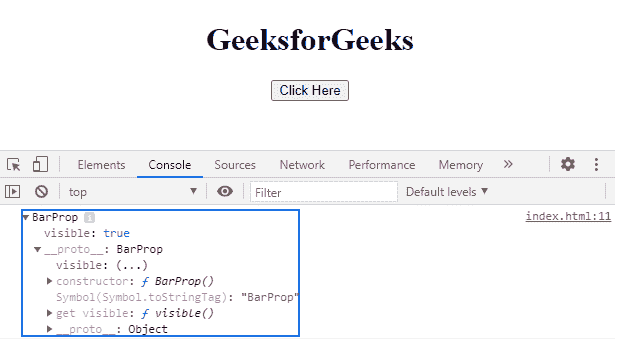 GeeksforGeeks
Click Here
Elements Console Sources Network Performance Memory »
top ▼ Filter Default levels ▼
▼BarProp i index.html:11
visible: true
▼__proto__: BarProp
visible: (...)
▶constructor: ƒ BarProp()
Symbol(Symbol.toStringTag): "BarProp"
▶get visible: ƒ visible()
▶__proto__: Object